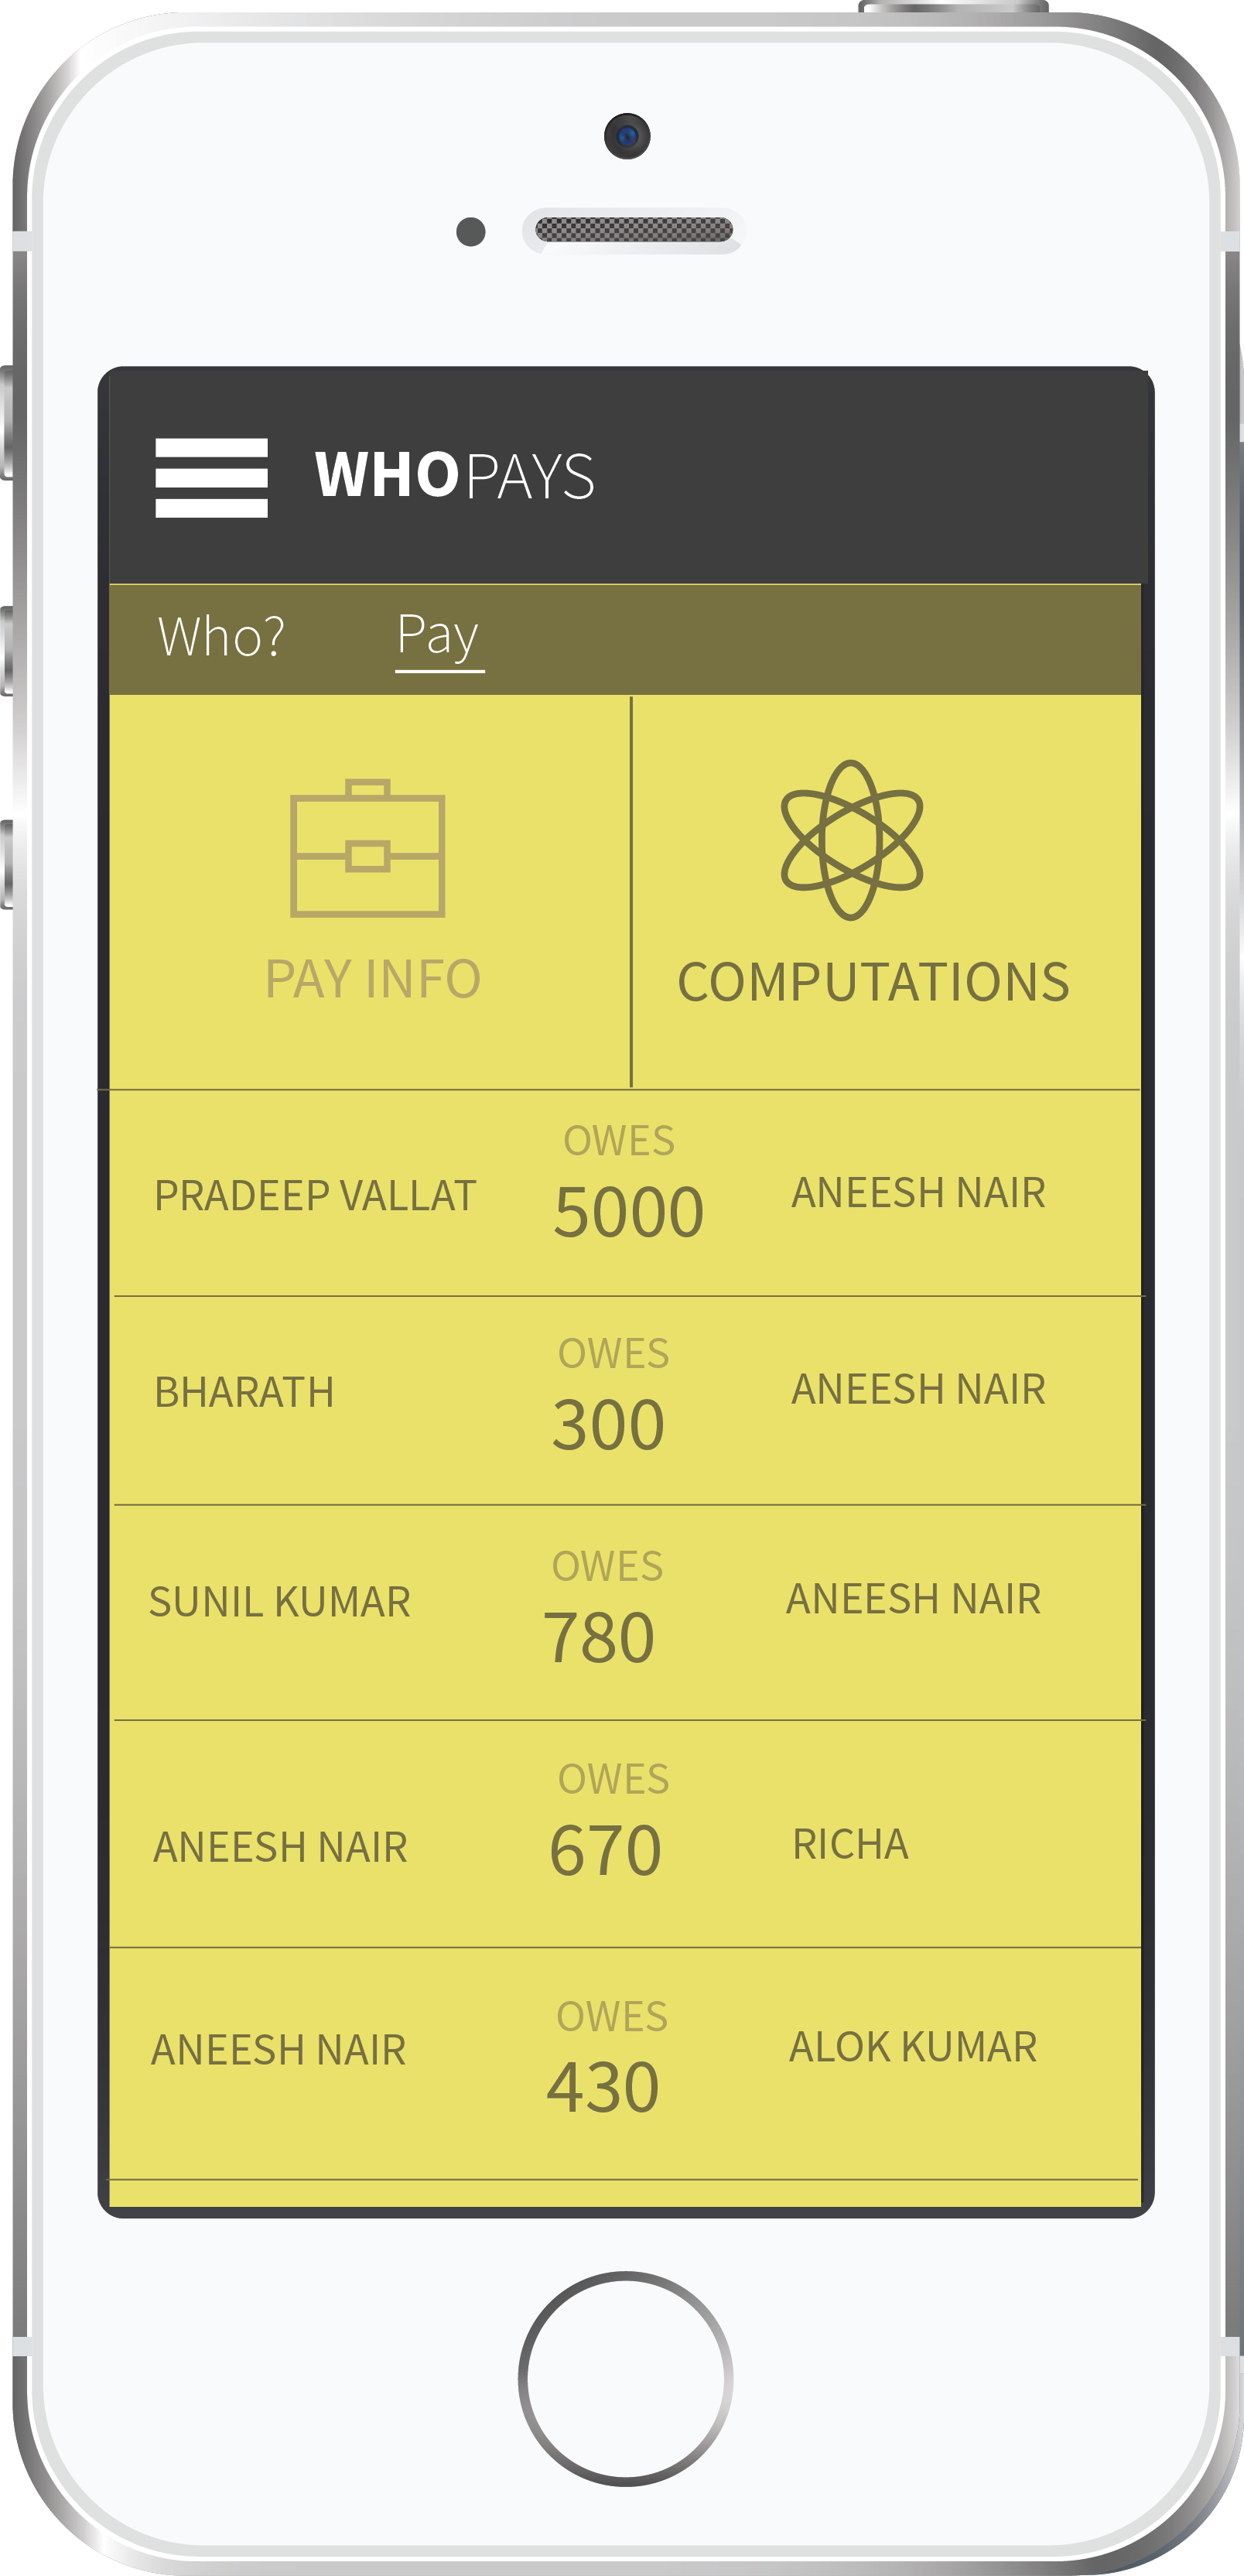 WHOPAYS
Who? Pay
PAY INFO COMPUTATIONS
OWES
PRADEEP VALLAT 5000 ANEESH NAIR
OWES
BHARATH 300 ANEESH NAIR
OWES
SUNIL KUMAR 780 ANEESH NAIR
OWES
ANEESH NAIR 670 RICHA
OWES
ANEESH NAIR 430 ALOK KUMAR